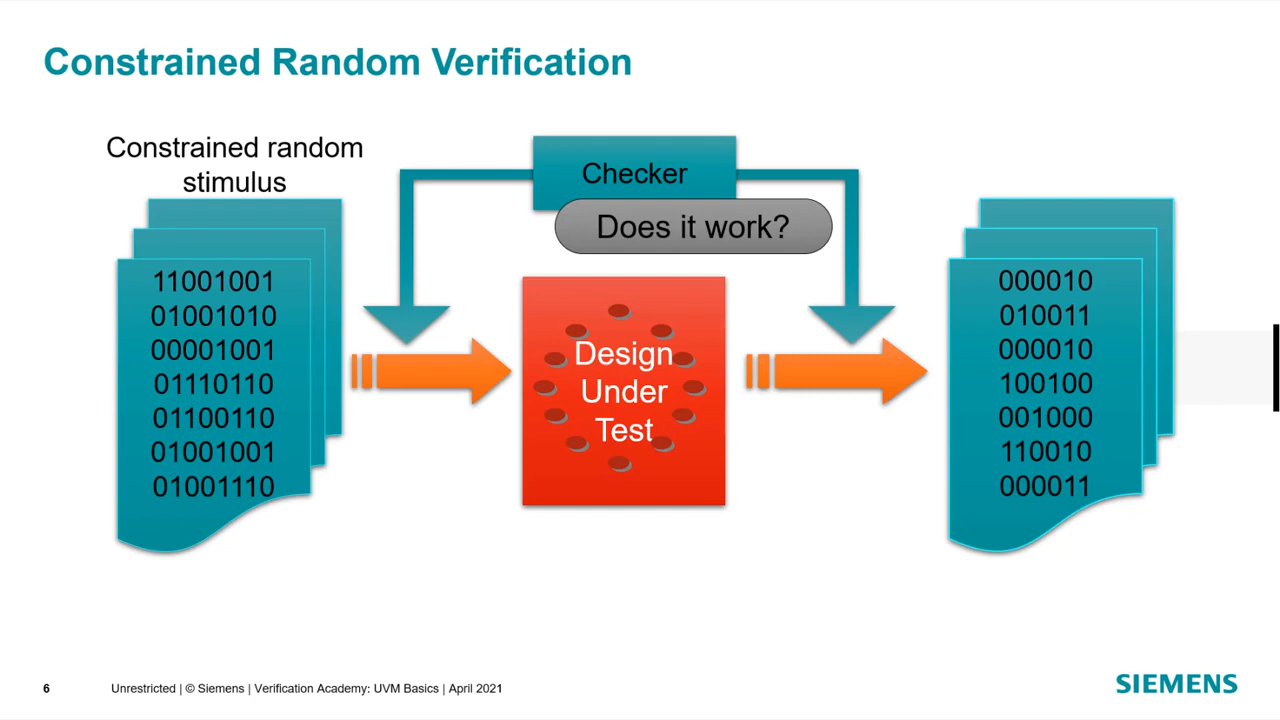 Constrained Random Verification
Constrained random
stimulus
Checker
Does it work?
11001001
01001010
00001001
01110110
01100110
01001001
01001110
Design
Under
Test
000010
010011
000010
100100
001000
110010
000011
6
Unrestricted | © Siemens | Verification Academy: UVM Basics | April 2021
SIEMENS